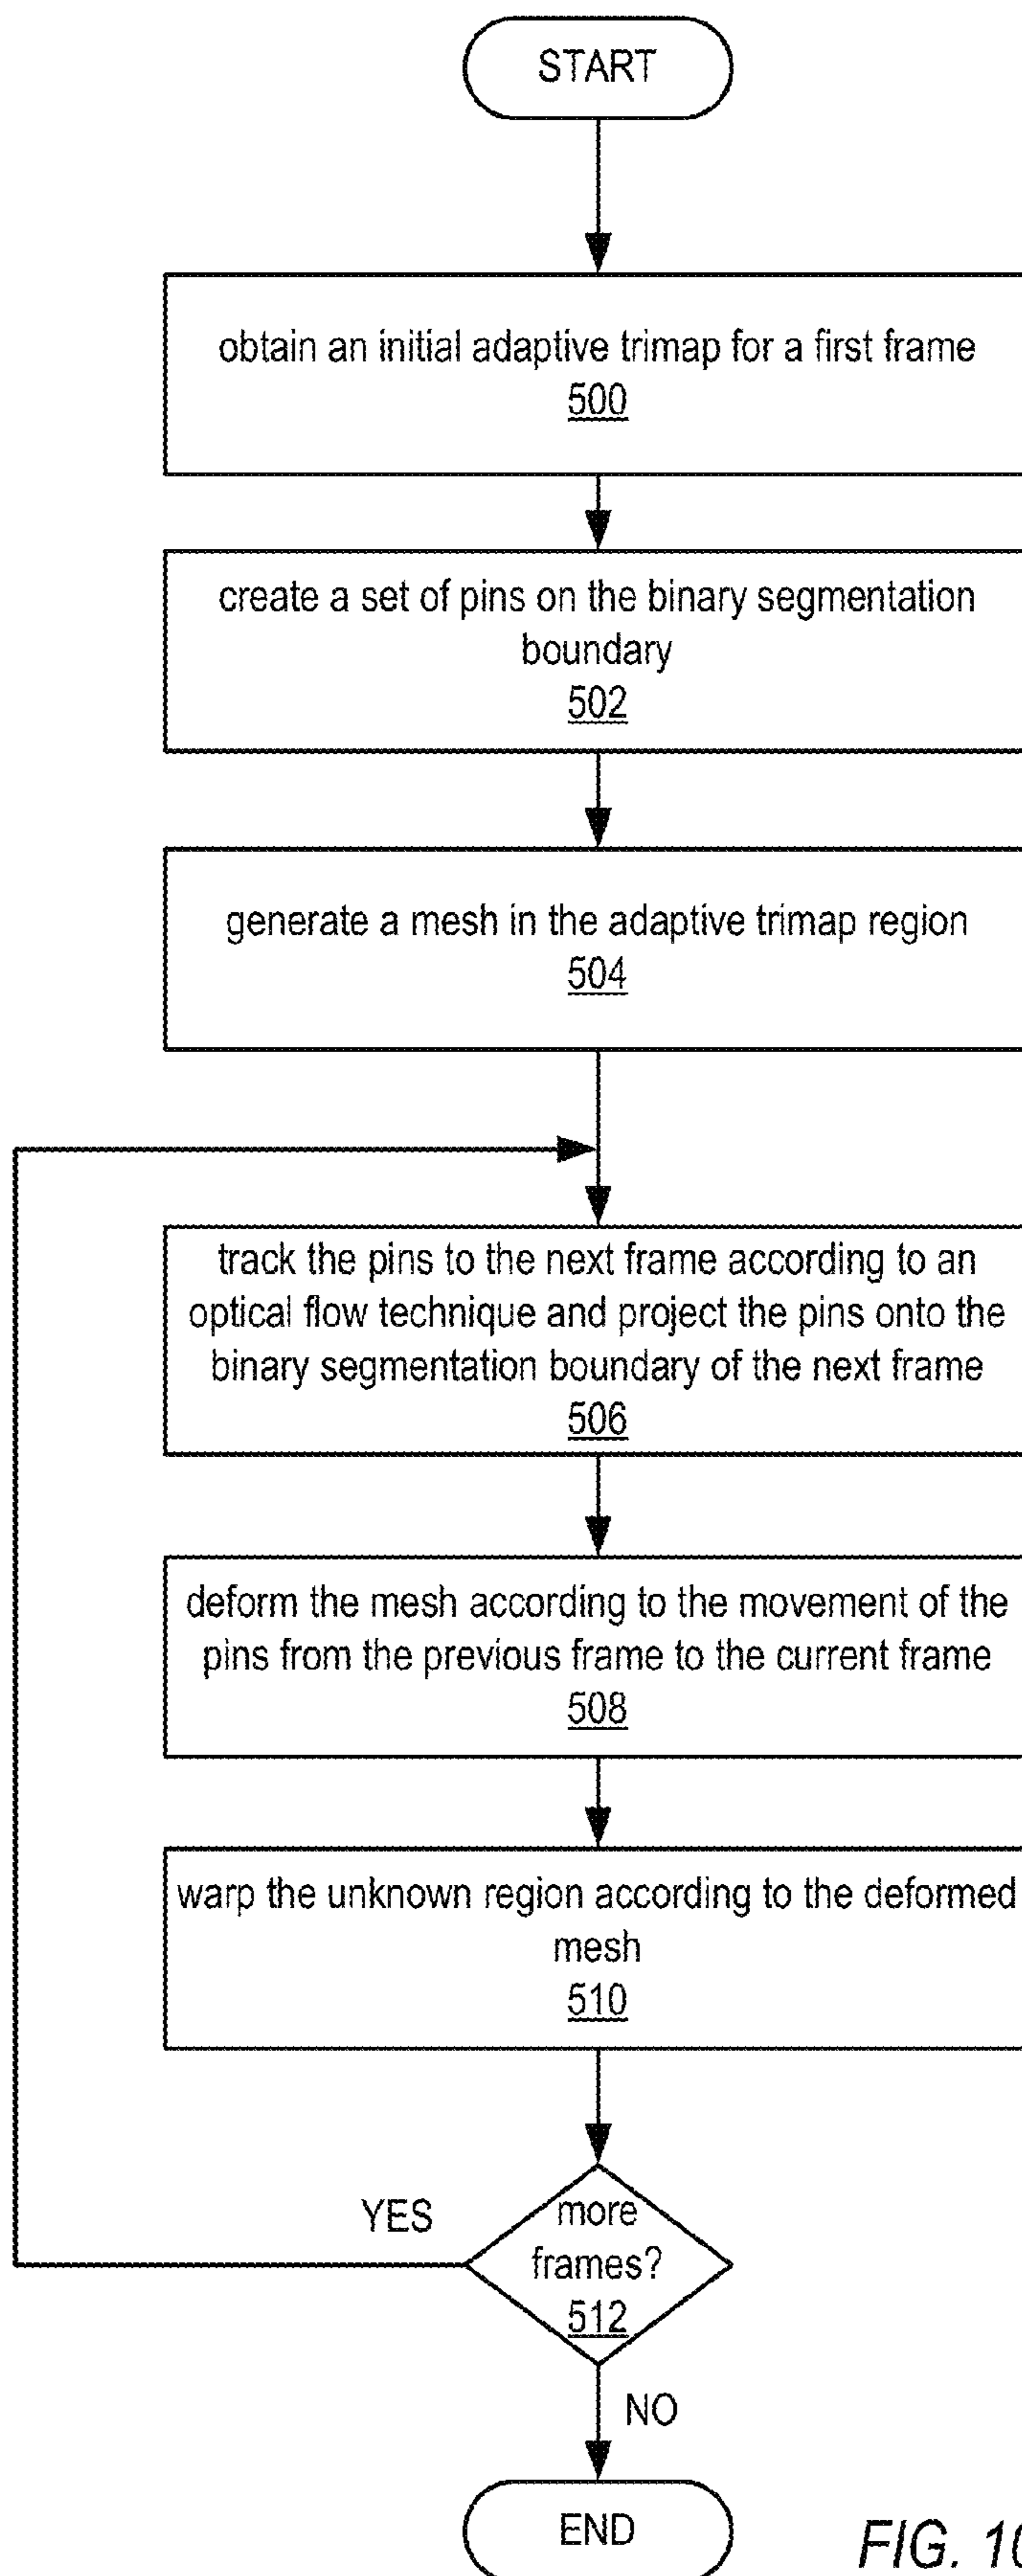 START
obtain an initial adaptive trimap for a first frame
500
create a set of pins on the binary segmentation
boundary
502
generate a mesh in the adaptive trimap region
504
track the pins to the next frame according to an
optical flow technique and project the pins onto the
binary segmentation boundary of the next frame
506
deform the mesh according to the movement of the
pins from the previous frame to the current frame
508
warp the unknown region according to the deformed
mesh
510
YES
more
frames?
512
NO
END
FIG. 10